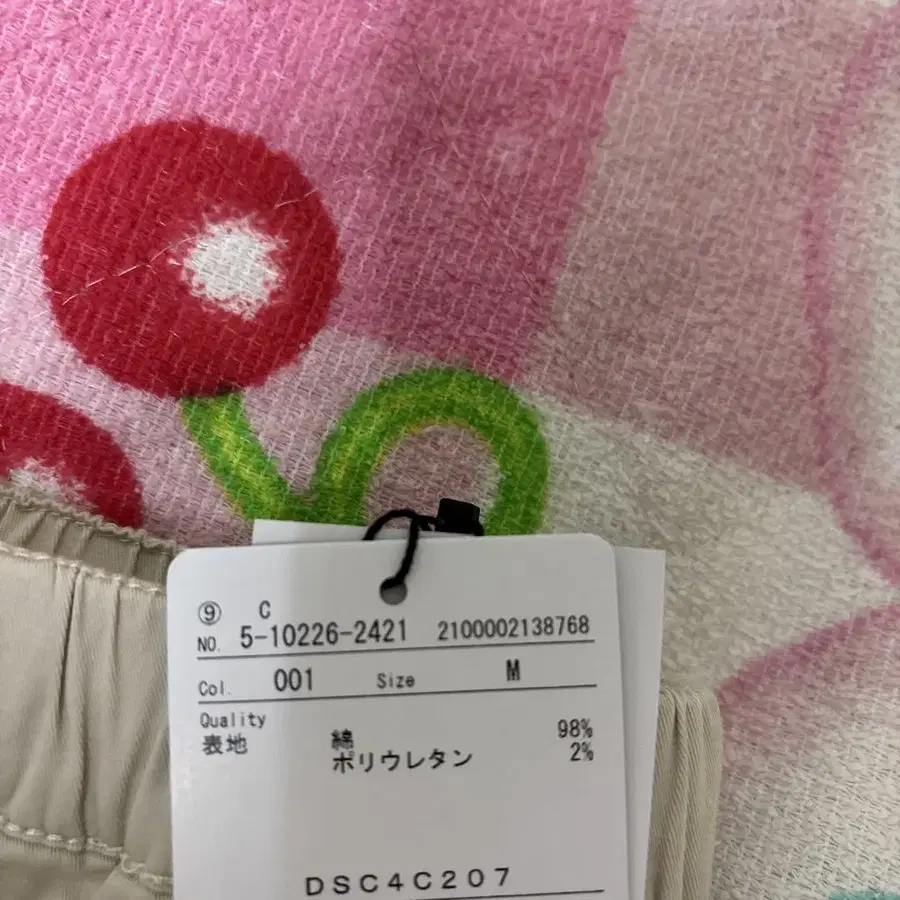 ⑨ C
NO. 5-10226-2421 2100002138768
Col. 001 Size M
Quality
表地 綿 98%
ポリウレタン 2%
DSC4C207